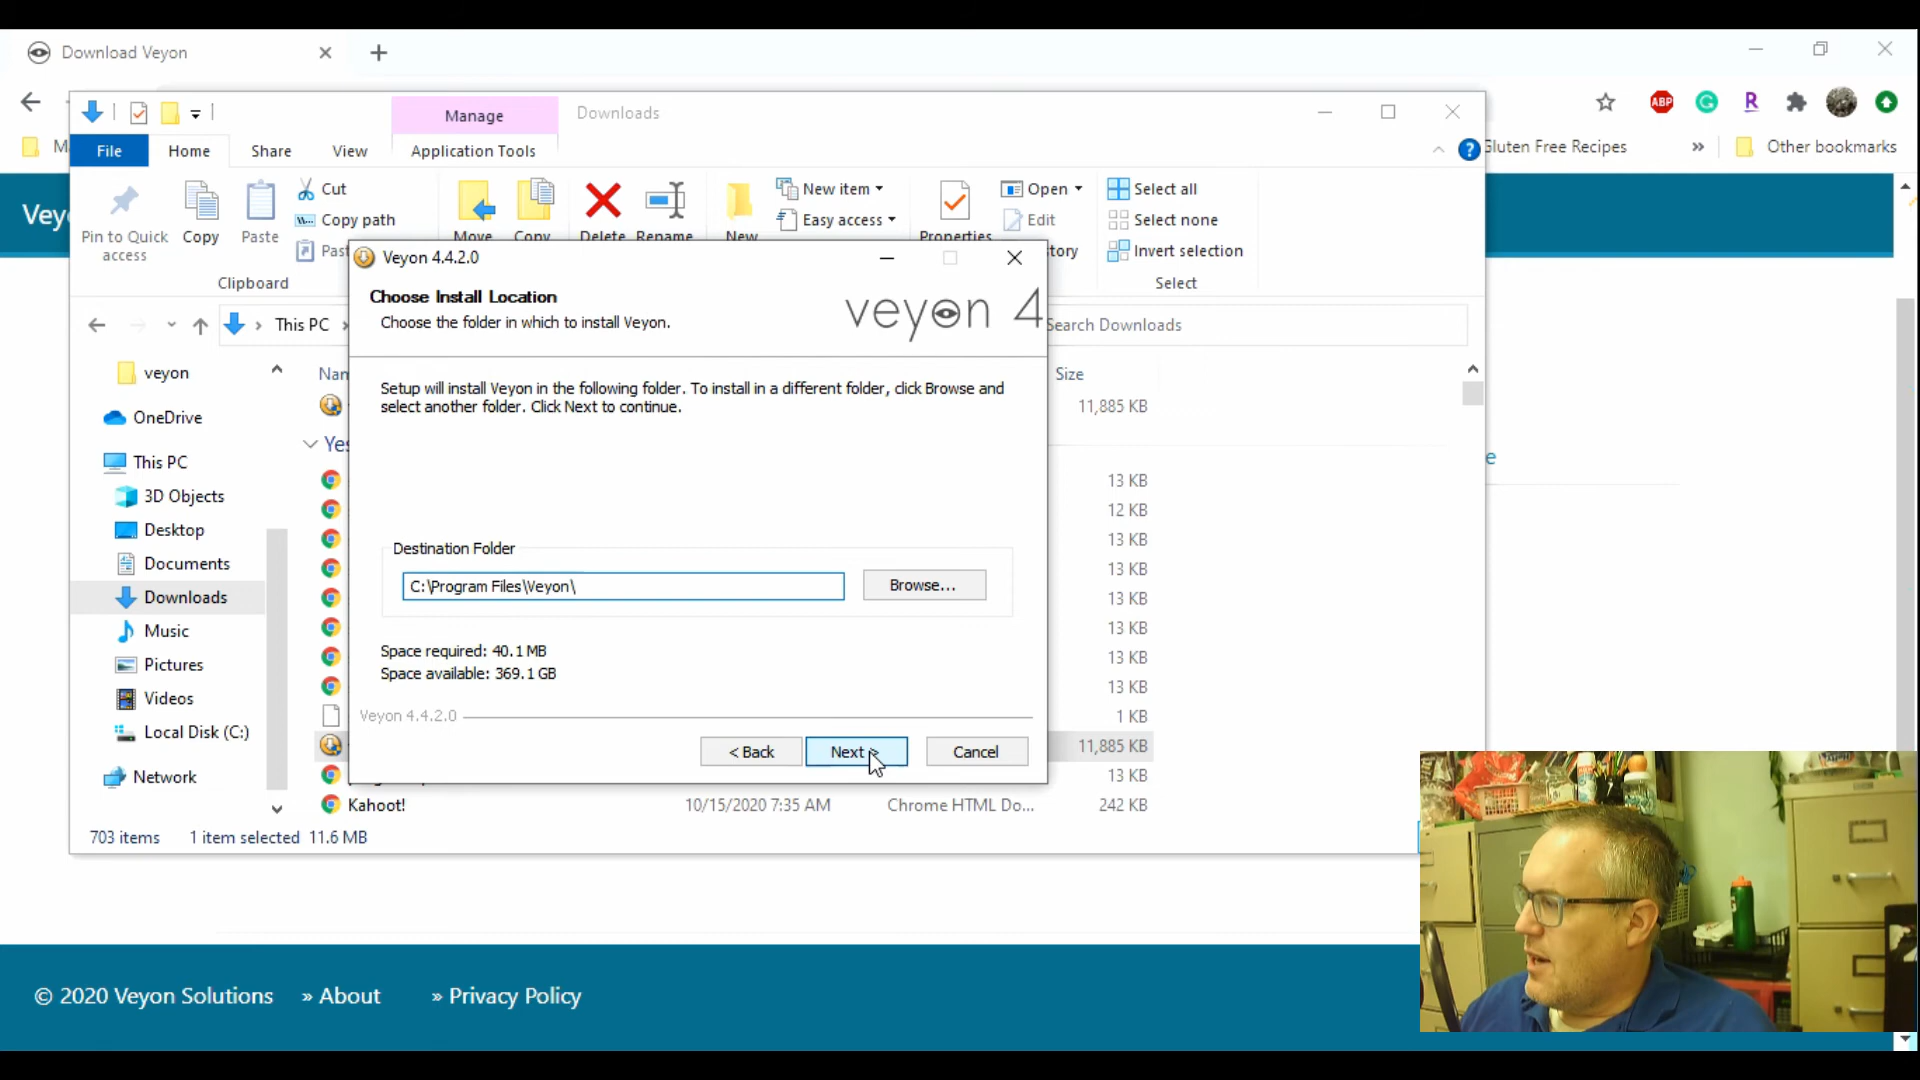 Download Veyon
Manage
Downloads
ABP
R
M
File
Home
Share
View
Application Tools
?
Gluten Free Recipes
»
Other bookmarks
Vey
Pin to Quick access
Copy
Paste
Cut
Copy path
Past
Clipboard
Move
Copy
Delete
Rename
New
New item
Easy access
Properties
Open
Edit
story
Select all
Select none
Invert selection
Select
Veyon 4.4.2.0
Choose Install Location
Choose the folder in which to install Veyon.
veyon 4
This PC
Search Downloads
veyon
OneDrive
This PC
3D Objects
Desktop
Documents
Downloads
Music
Pictures
Videos
Local Disk (C:)
Network
Nam
Size
Yes
Setup will install Veyon in the following folder. To install in a different folder, click Browse and
select another folder. Click Next to continue.
Destination Folder
C:\Program Files\Veyon\
Browse...
Space required: 40.1 MB
Space available: 369.1 GB
Veyon 4.4.2.0
< Back
Next >
Cancel
11,885 KB
13 KB
12 KB
13 KB
13 KB
13 KB
13 KB
13 KB
13 KB
1 KB
11,885 KB
13 KB
Kahoot!
10/15/2020 7:35 AM
Chrome HTML Do...
242 KB
e
703 items
1 item selected
11.6 MB
© 2020 Veyon Solutions
» About
» Privacy Policy